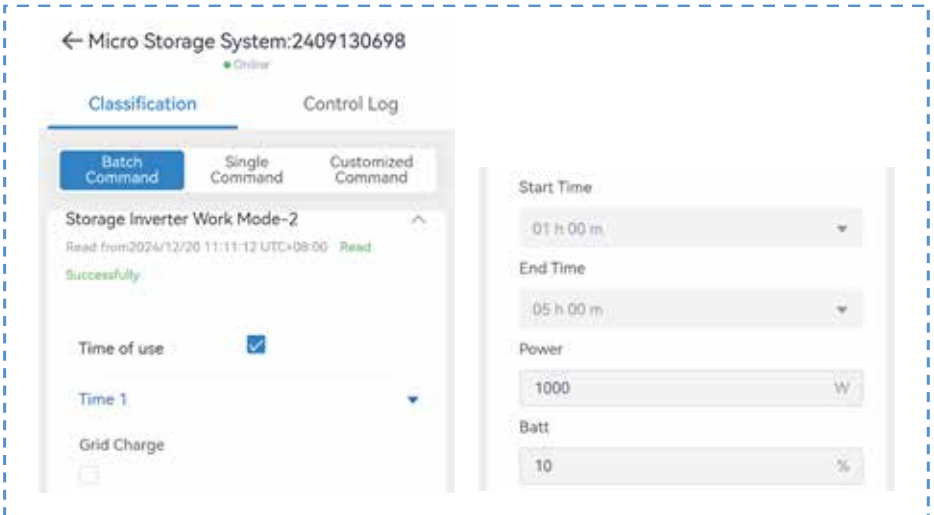 Micro Storage System:2409130698
Online
Classification
Control Log
Batch
Command
Single
Command
Customized
Command
Storage Inverter Work Mode-2
Read from2024/12/20 11:11:12 UTC+08:00 Read
Successfully
Time of use
Time 1
Grid Charge
Start Time
01 h 00 m
End Time
05 h 00 m
Power
1000 W
Batt
10 %